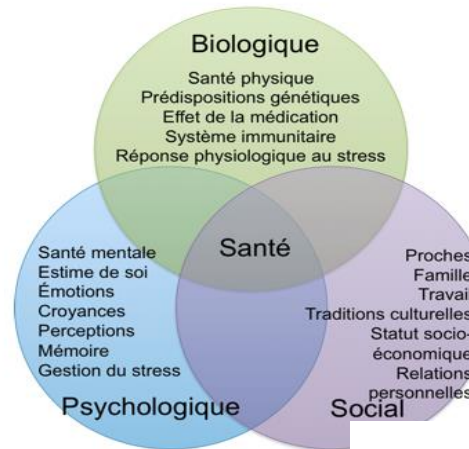 Biologique
Santé physique
Prédispositions génétiques
Effet de la médication
Système immunitaire
Réponse physiologique au stress
Santé
Santé mentale
Estime de soi
Émotions
Croyances
Perceptions
Mémoire
Gestion du stress
Psychologique
Proches
Famille
Travail
Traditions culturelles
Statut socio-
économique
Relations
personnelles
Social